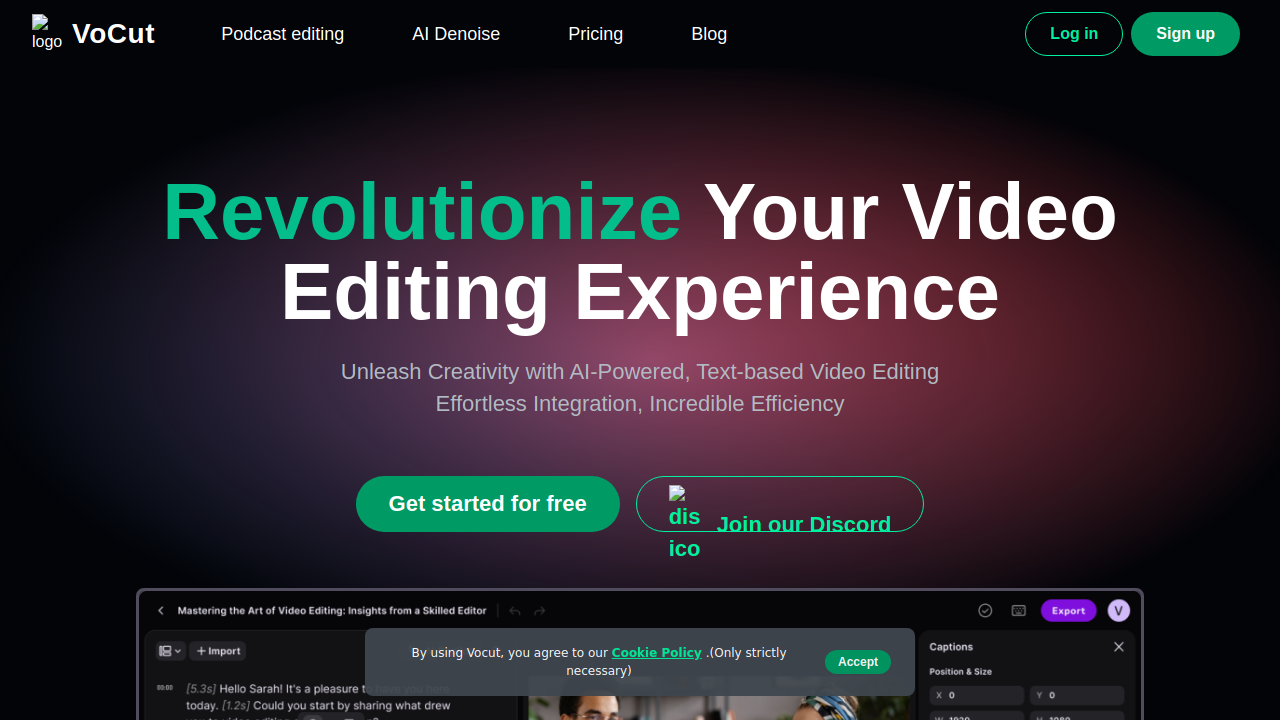 logo
VoCut
Podcast editing
AI Denoise
Pricing
Blog
Log in
Sign up
Revolutionize Your Video
Editing Experience
Unleash Creativity with AI-Powered, Text-based Video Editing
Effortless Integration, Incredible Efficiency
Get started for free
dis
ico
Join our Discord
Mastering the Art of Video Editing: Insights from a Skilled Editor
Export
V
Import
Captions
Position & Size
00:00
[5.3s] Hello Sarah! It's a pleasure to have you here
today. [1.2s] Could you start by sharing what drew
X 0
Y 0
By using Vocut, you agree to our Cookie Policy .(Only strictly
necessary)
Accept